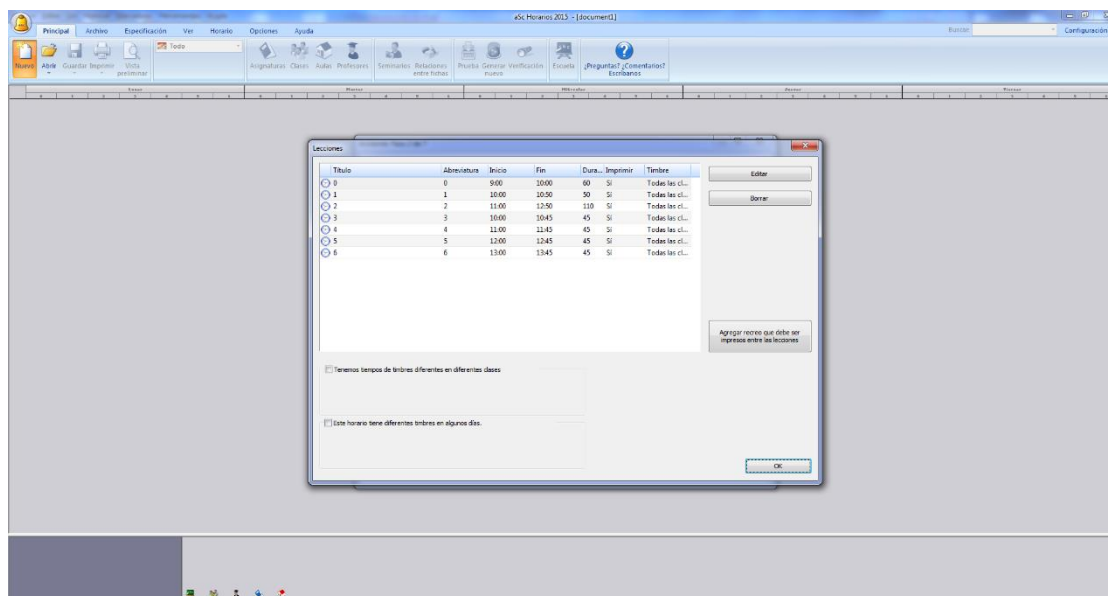 aSc Horarios 2015 - [document1]
Principal Archivo Especificación Ver Horario Opciones Ayuda
Buscar: Configuración
Todo
Nuevo Abrir Guardar Imprimir Vista preliminar
Asignaturas Clases Aulas Profesores Seminarios Relaciones entre fichas Prueba Generar nuevo Verificación Escuela ¿Preguntas? ¿Comentarios? Escríbanos
Lunes Martes Miércoles Jueves Viernes
Lecciones
Título Abreviatura Inicio Fin Dura... Imprimir Timbre
0 0 9:00 10:00 60 Sí Todas las cl...
1 1 10:00 10:50 50 Sí Todas las cl...
2 2 11:00 12:50 110 Sí Todas las cl...
3 3 10:00 10:45 45 Sí Todas las cl...
4 4 11:00 11:45 45 Sí Todas las cl...
5 5 12:00 12:45 45 Sí Todas las cl...
6 6 13:00 13:45 45 Sí Todas las cl...
Editar
Borrar
Agregar recreo que debe ser
impresos entre las lecciones
Tenemos tiempos de timbres diferentes en diferentes clases
Este horario tiene diferentes timbres en algunos días.
OK